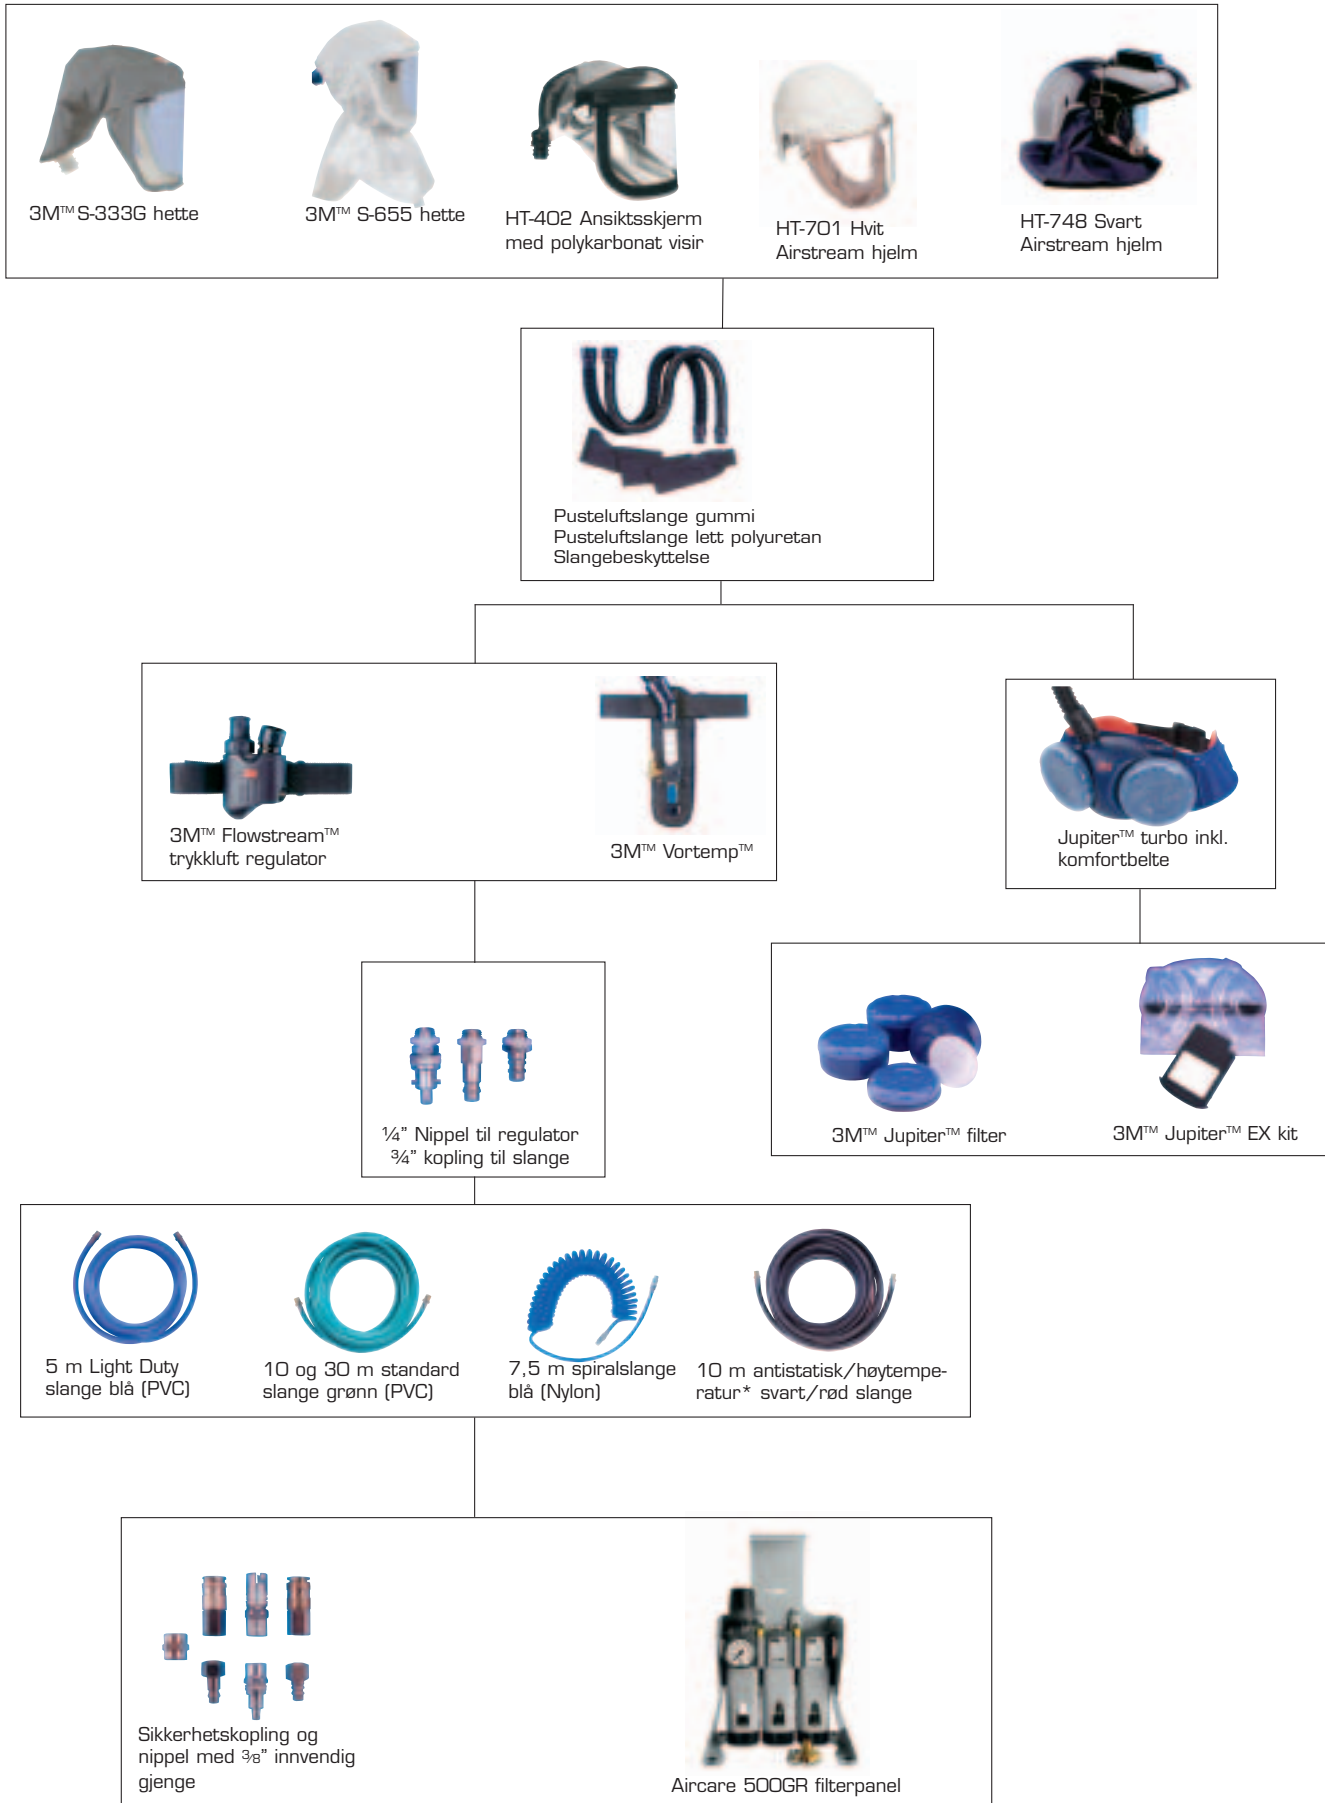 3M™ S-333G hette
3M™ S-655 hette
HT-402 Ansiktsskjerm
med polykarbonat visir
HT-701 Hvit
Airstream hjelm
HT-748 Svart
Airstream hjelm
Pusteluftslange gummi
Pusteluftslange lett polyuretan
Slangebeskyttelse
3M™ Flowstream™
trykkluft regulator
3M™ Vortemp™
Jupiter™ turbo inkl.
komfortbelte
¼” Nippel til regulator
¾” kopling til slange
3M™ Jupiter™ filter
3M™ Jupiter™ EX kit
5 m Light Duty
slange blå (PVC)
10 og 30 m standard
slange grønn (PVC)
7,5 m spiralslange
blå (Nylon)
10 m antistatisk/høytempe-
ratur* svart/rød slange
Sikkerhetskopling og
nippel med ⅜” innvendig
gjenge
Aircare 500GR filterpanel